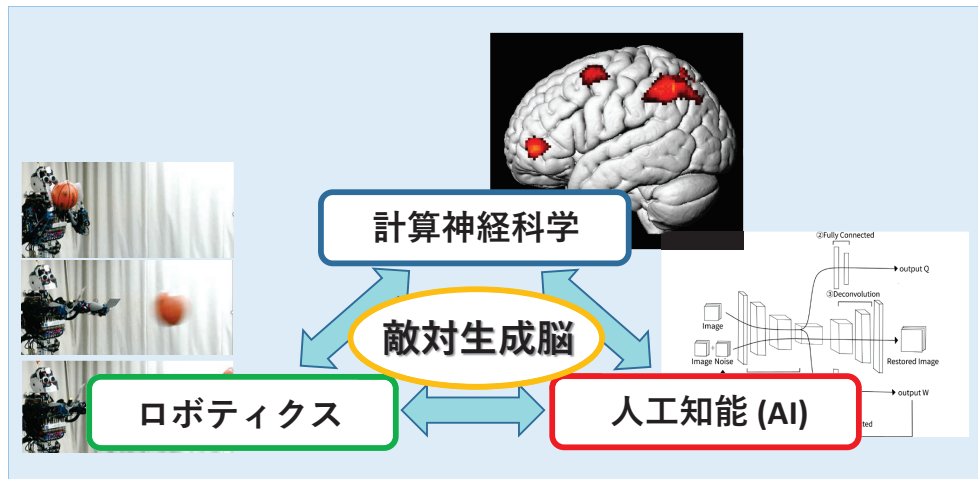 計算神経科学
②Fully Connected
output Q
③Deconvolution
Image
敵対生成脳
Image Noise
Restored Image
ロボティクス
人工知能 (AI)
output W